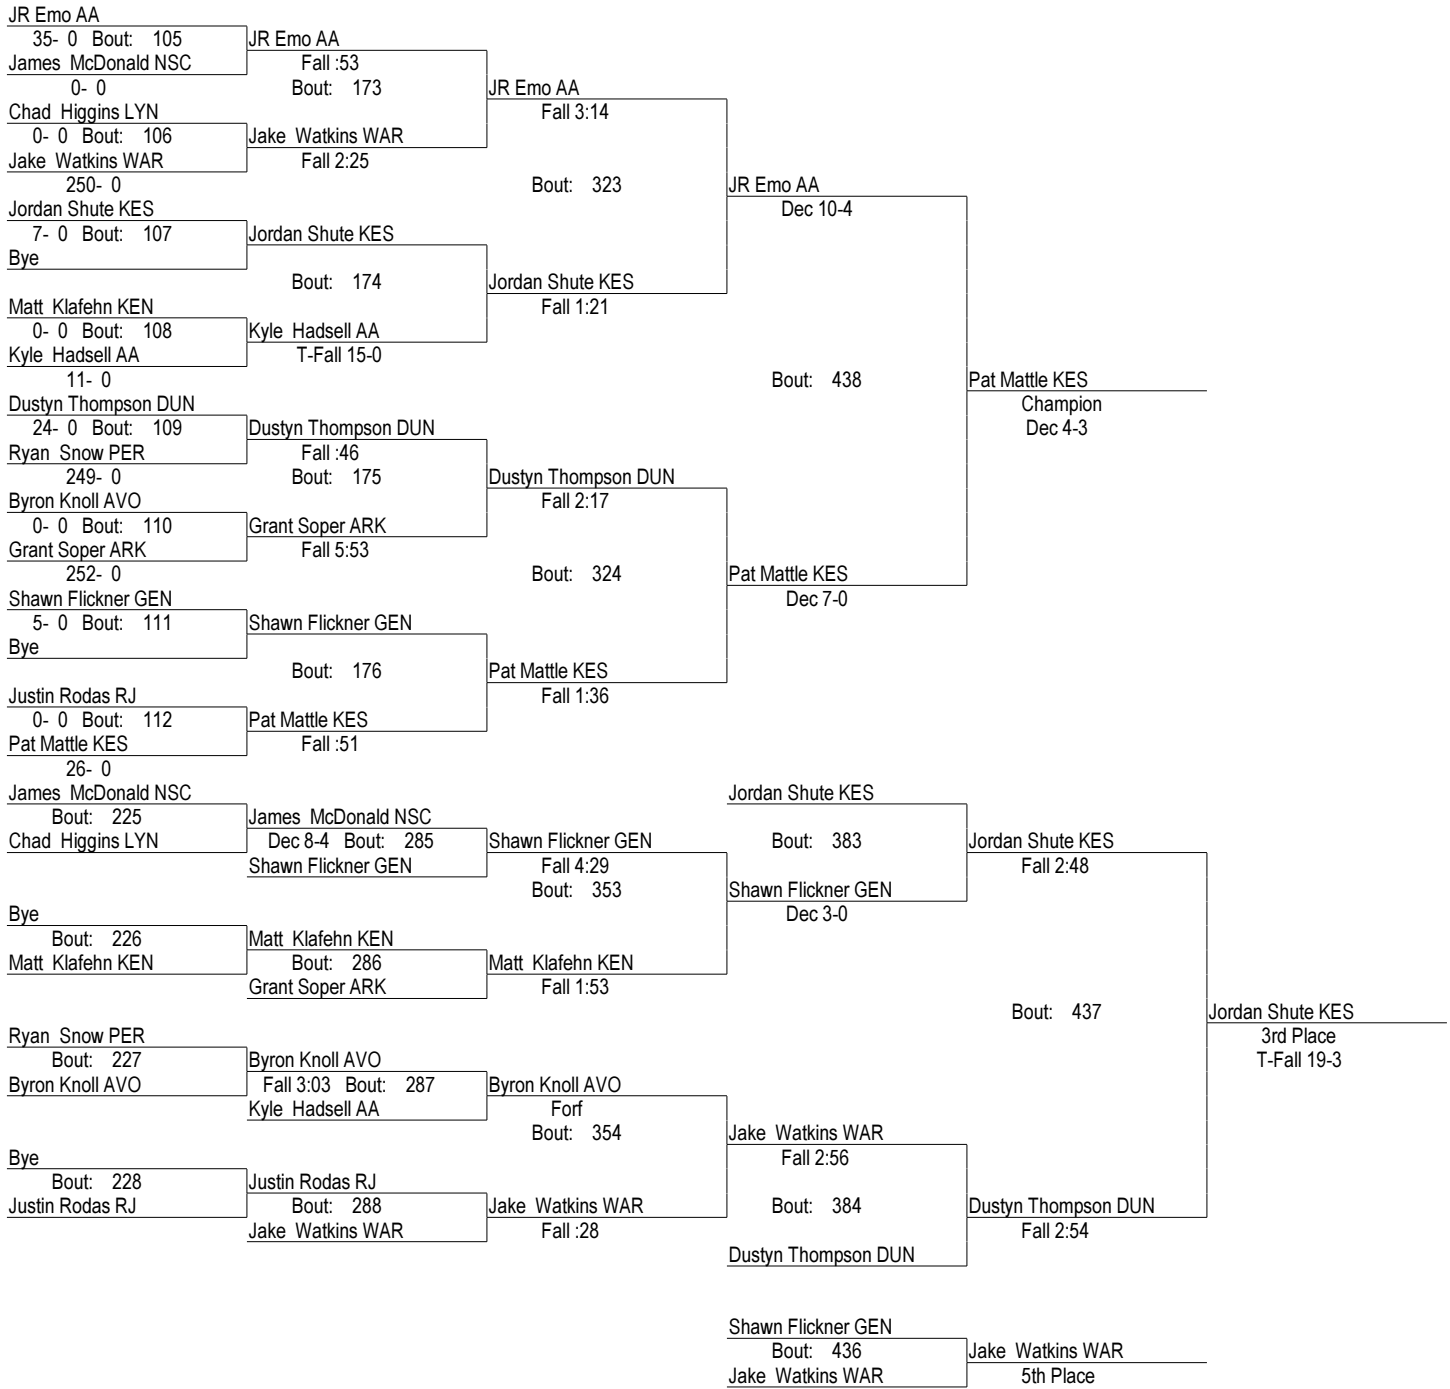 JR Emo AA
35- 0 Bout: 105 JR Emo AA
James McDonald NSC Fall :53
0- 0 Bout: 173 JR Emo AA
Chad Higgins LYN Fall 3:14
0- 0 Bout: 106 Jake Watkins WAR
Jake Watkins WAR Fall 2:25
250- 0 Bout: 323 JR Emo AA
Jordan Shute KES Dec 10-4
7- 0 Bout: 107 Jordan Shute KES
Bye
Bout: 174 Jordan Shute KES
Matt Klafehn KEN Fall 1:21
0- 0 Bout: 108 Kyle Hadsell AA
Kyle Hadsell AA T-Fall 15-0
11- 0 Bout: 438 Pat Mattle KES
Dustyn Thompson DUN Champion
24- 0 Bout: 109 Dustyn Thompson DUN Dec 4-3
Ryan Snow PER Fall :46
249- 0 Bout: 175 Dustyn Thompson DUN
Byron Knoll AVO Fall 2:17
0- 0 Bout: 110 Grant Soper ARK
Grant Soper ARK Fall 5:53
252- 0 Bout: 324 Pat Mattle KES
Shawn Flickner GEN Dec 7-0
5- 0 Bout: 111 Shawn Flickner GEN
Bye
Bout: 176 Pat Mattle KES
Justin Rodas RJ Fall 1:36
0- 0 Bout: 112 Pat Mattle KES
Pat Mattle KES Fall :51
26- 0
James McDonald NSC Jordan Shute KES
Bout: 225 James McDonald NSC
Chad Higgins LYN Dec 8-4 Bout: 285 Shawn Flickner GEN Bout: 383 Jordan Shute KES
Shawn Flickner GEN Fall 4:29 Fall 2:48
Bout: 353 Shawn Flickner GEN
Bye Dec 3-0
Bout: 226 Matt Klafehn KEN
Matt Klafehn KEN Bout: 286 Matt Klafehn KEN
Grant Soper ARK Fall 1:53
Bout: 437 Jordan Shute KES
Ryan Snow PER 3rd Place
Bout: 227 Byron Knoll AVO T-Fall 19-3
Byron Knoll AVO Fall 3:03 Bout: 287 Byron Knoll AVO
Kyle Hadsell AA Forf
Bout: 354 Jake Watkins WAR
Bye Fall 2:56
Bout: 228 Justin Rodas RJ
Justin Rodas RJ Bout: 288 Jake Watkins WAR Bout: 384 Dustyn Thompson DUN
Jake Watkins WAR Fall :28 Fall 2:54
Dustyn Thompson DUN
Shawn Flickner GEN
Bout: 436 Jake Watkins WAR
Jake Watkins WAR 5th Place